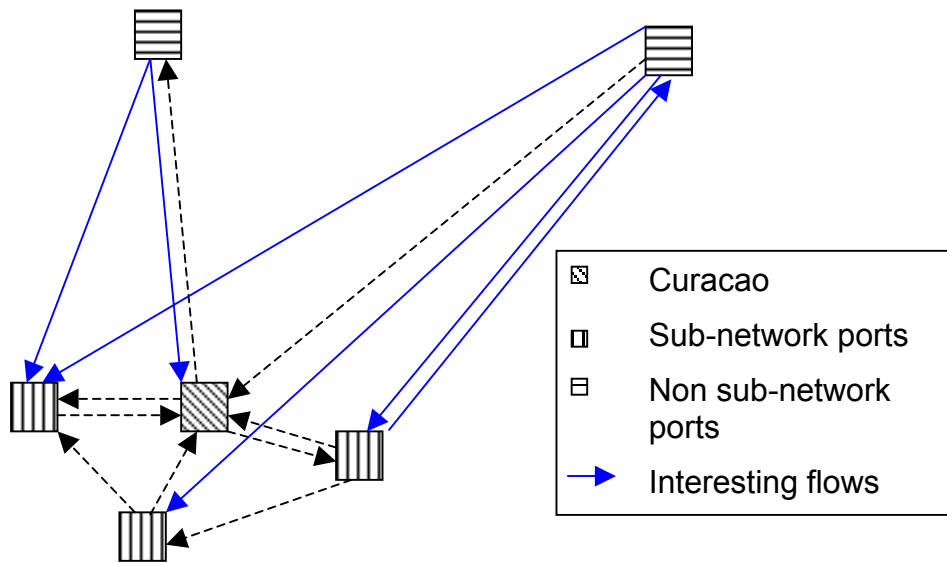 Curacao
Sub-network ports
Non sub-network
ports
Interesting flows